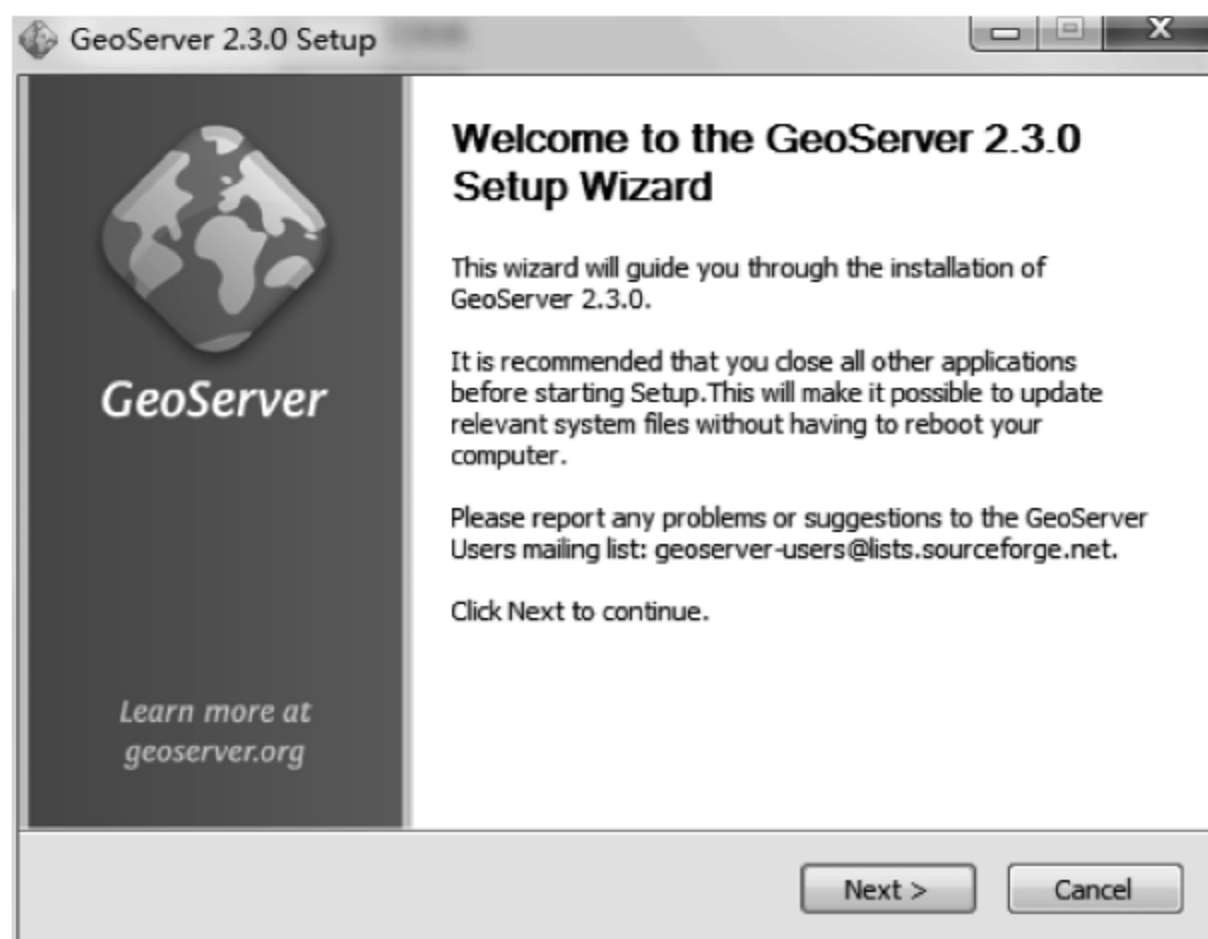 GeoServer 2.3.0 Setup
Welcome to the GeoServer 2.3.0
Setup Wizard
This wizard will guide you through the installation of
GeoServer 2.3.0.
It is recommended that you close all other applications
before starting Setup.This will make it possible to update
relevant system files without having to reboot your
computer.
Please report any problems or suggestions to the GeoServer
Users mailing list: geoserver-users@lists.sourceforge.net.
Click Next to continue.
GeoServer
Learn more at
geoserver.org
Next >
Cancel